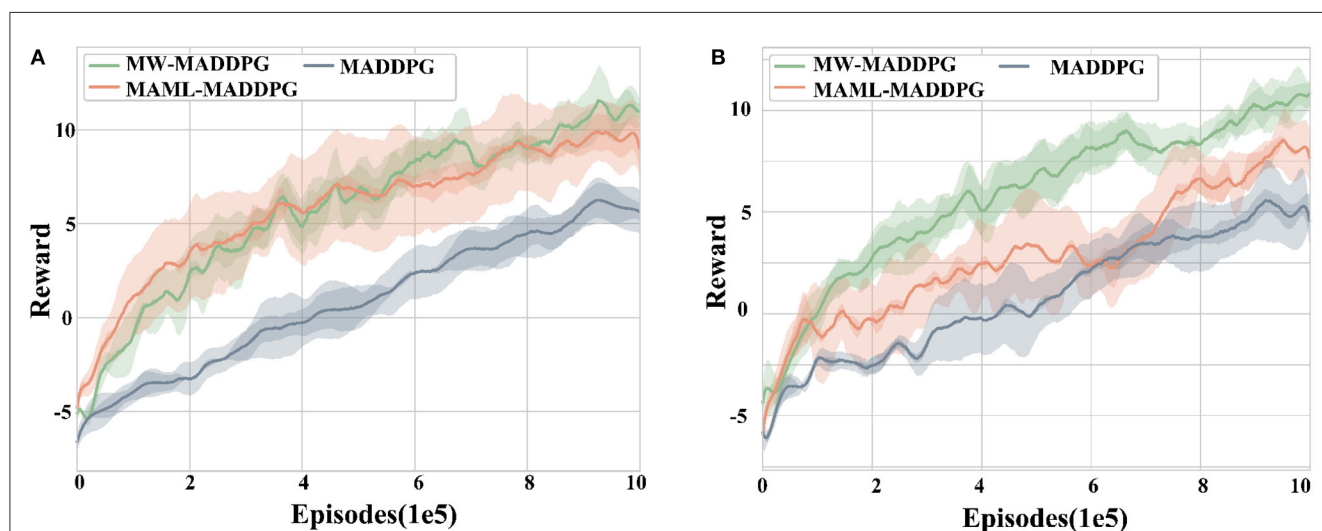 A
MW-MADDPG MADDPG
MAML-MADDPG
10
5
0
-5
Reward
0 2 4 6 8 10
Episodes(1e5)
B
MW-MADDPG MADDPG
MAML-MADDPG
10
5
0
-5
Reward
0 2 4 6 8 10
Episodes(1e5)